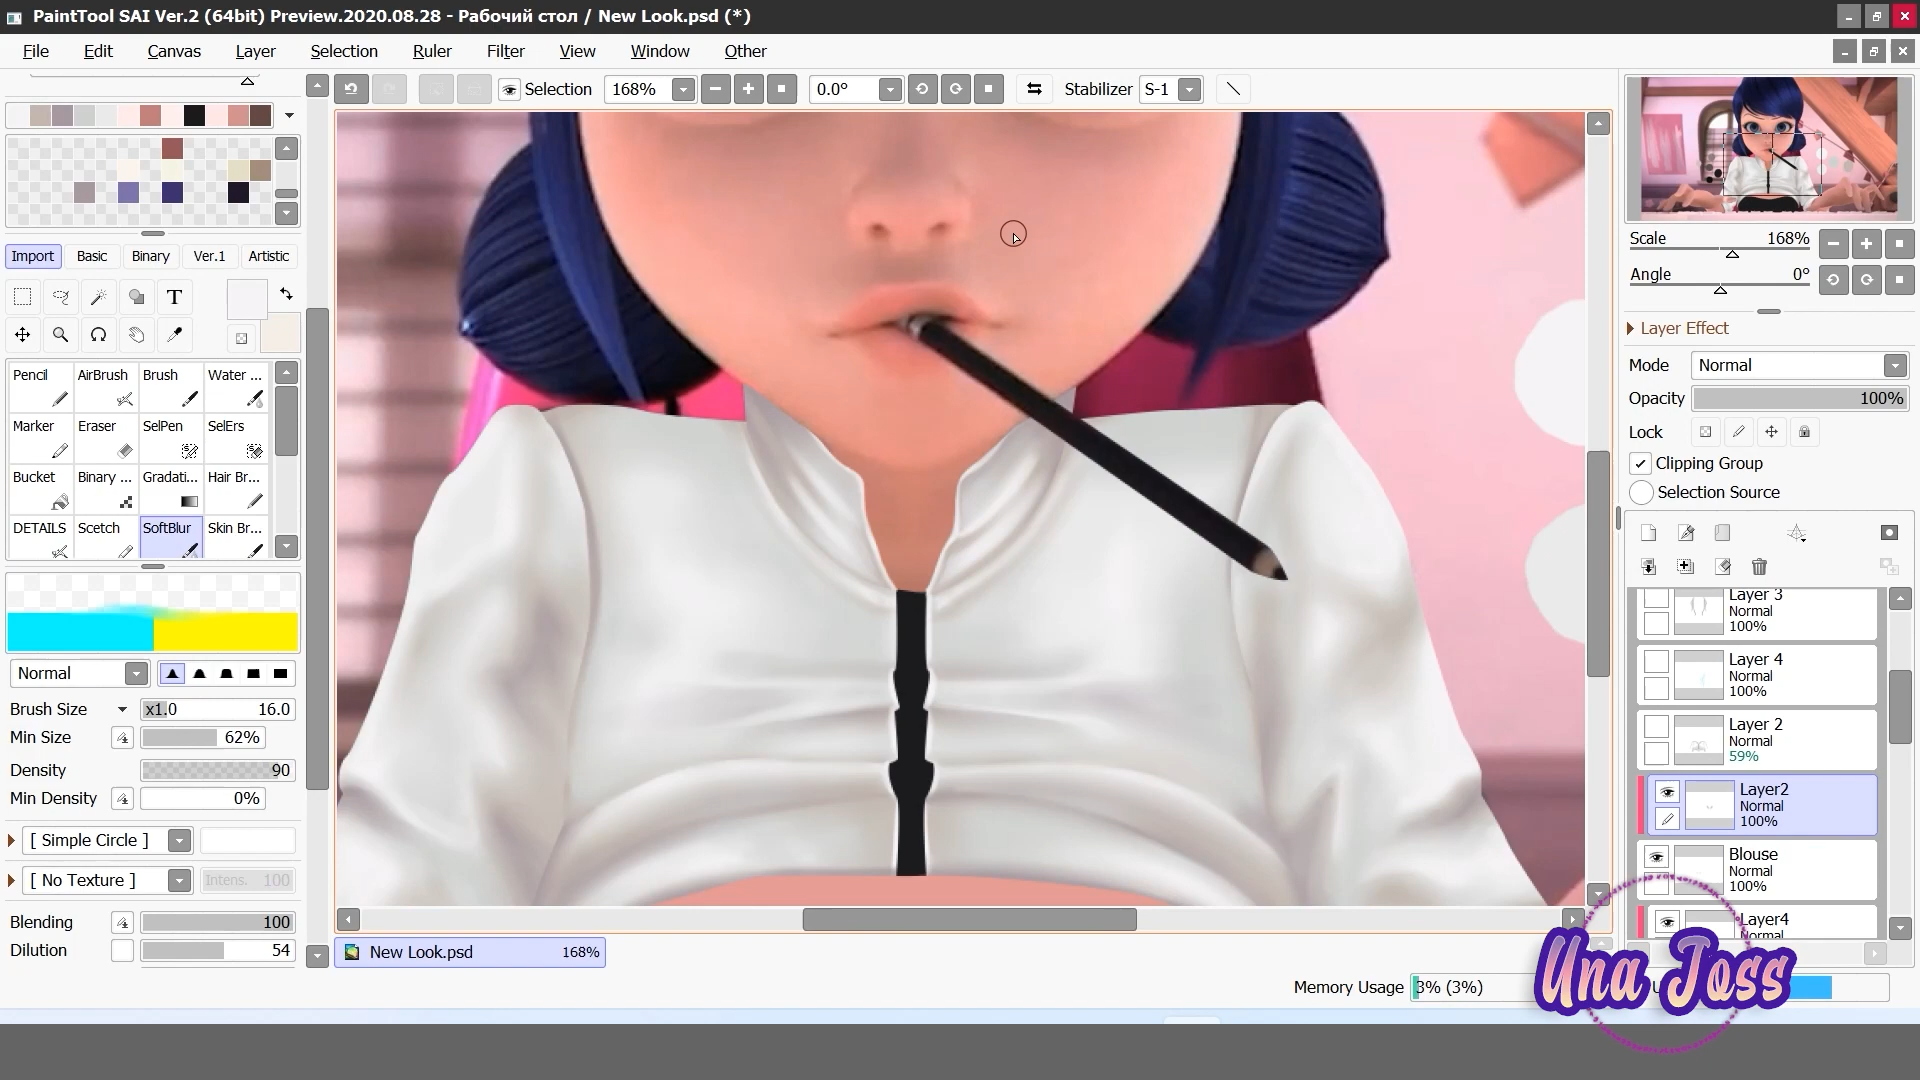 PaintTool SAI Ver.2 (64bit) Preview.2020.08.28 - Рабочий стол / New Look.psd (*)
File Edit Canvas Layer Selection Ruler Filter View Window Other
Selection 168% 0.0° Stabilizer S-1
Import Basic Binary Ver.1 Artistic
T
Pencil AirBrush Brush Water ...
Marker Eraser SelPen SelErs
Bucket Binary ... Gradati... Hair Br...
DETAILS Scetch SoftBlur Skin Br...
Normal
Brush Size x1.0 16.0
Min Size 62%
Density 90
Min Density 0%
[ Simple Circle ]
[ No Texture ] Intens. 100
Blending 100
Dilution 54
New Look.psd 168%
Memory Usage 3% (3%)
Scale 168%
Angle 0°
Layer Effect
Mode Normal
Opacity 100%
Lock
Clipping Group
Selection Source
Layer 3
Normal
100%
Layer 4
Normal
100%
Layer 2
Normal
59%
Layer2
Normal
100%
Blouse
Normal
100%
Layer4
Normal
Una Joss